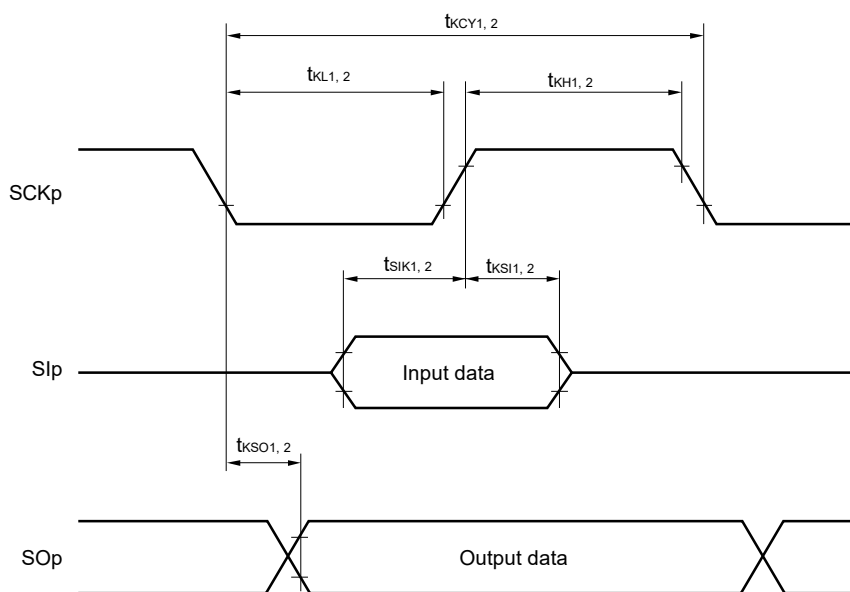 tKCY1, 2
tKL1, 2
tKH1, 2
SCKp
tSIK1, 2
tKSI1, 2
SIp
Input data
tKSO1, 2
SOp
Output data